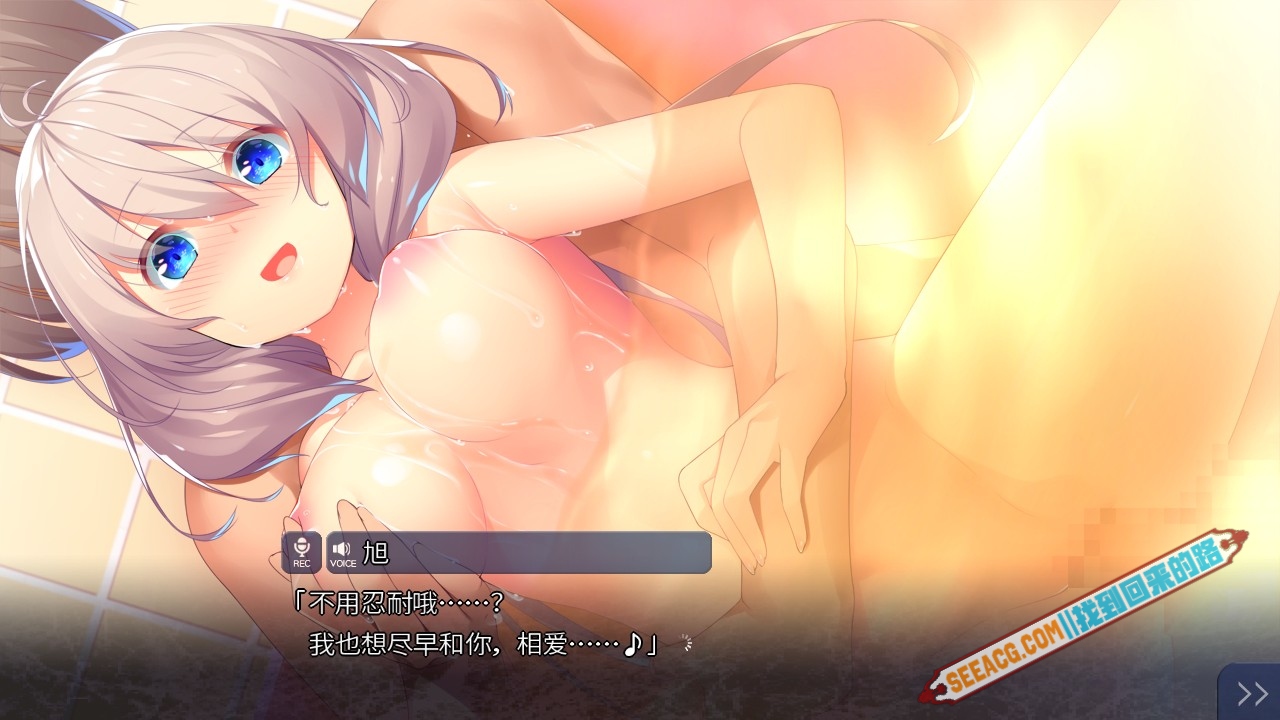 REC
VOICE
旭
「不用忍耐哦……?
我也想尽早和你，相爱……♪」
SEEACG.COM||找到回来的路